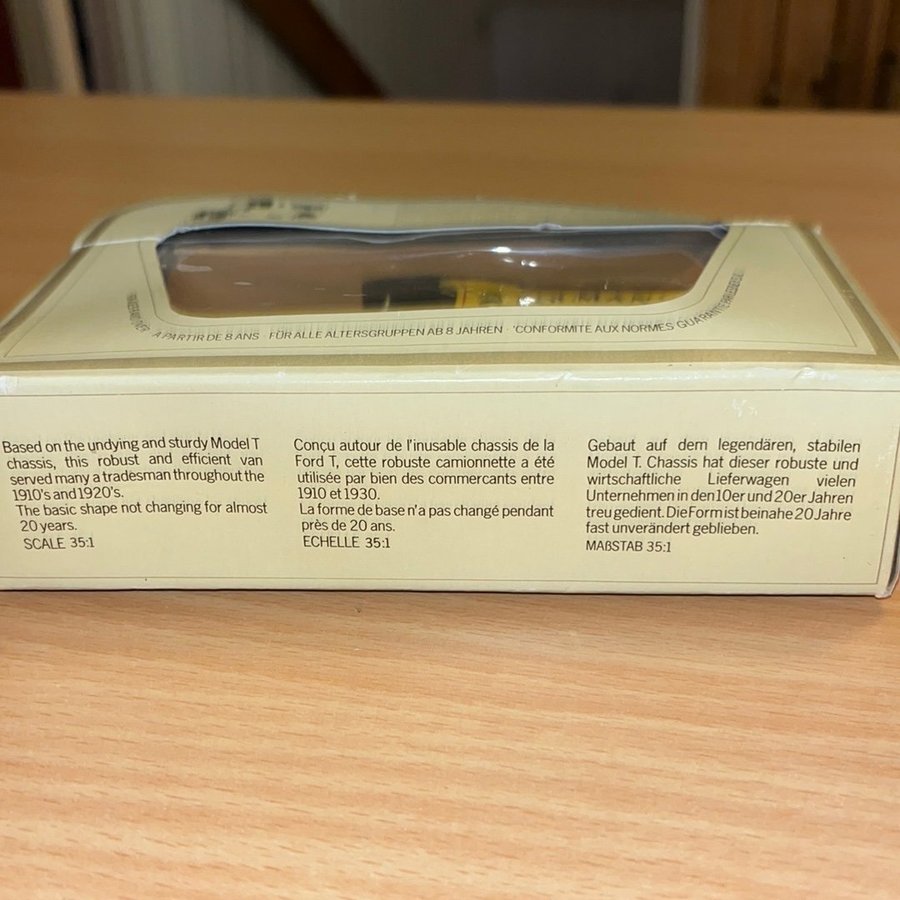 A PARTIR DE 8 ANS · FÜR ALLE ALTERSGRUPPEN AB 8 JAHREN · 'CONFORMITE AUX NORMES
Based on the undying and sturdy Model T
chassis, this robust and efficient van
served many a tradesman throughout the
1910's and 1920's.
The basic shape not changing for almost
20 years.
SCALE 35:1
Conçu autour de l'inusable chassis de la
Ford T, cette robuste camionnette a été
utilisée par bien des commercants entre
1910 et 1930.
La forme de base n'a pas changé pendant
près de 20 ans.
ECHELLE 35:1
Gebaut auf dem legendären, stabilen
Model T. Chassis hat dieser robuste und
wirtschaftliche Lieferwagen vielen
Unternehmen in den 10er und 20er Jahren
treu gedient. Die Form ist beinahe 20 Jahre
fast unverändert geblieben.
MAßSTAB 35:1